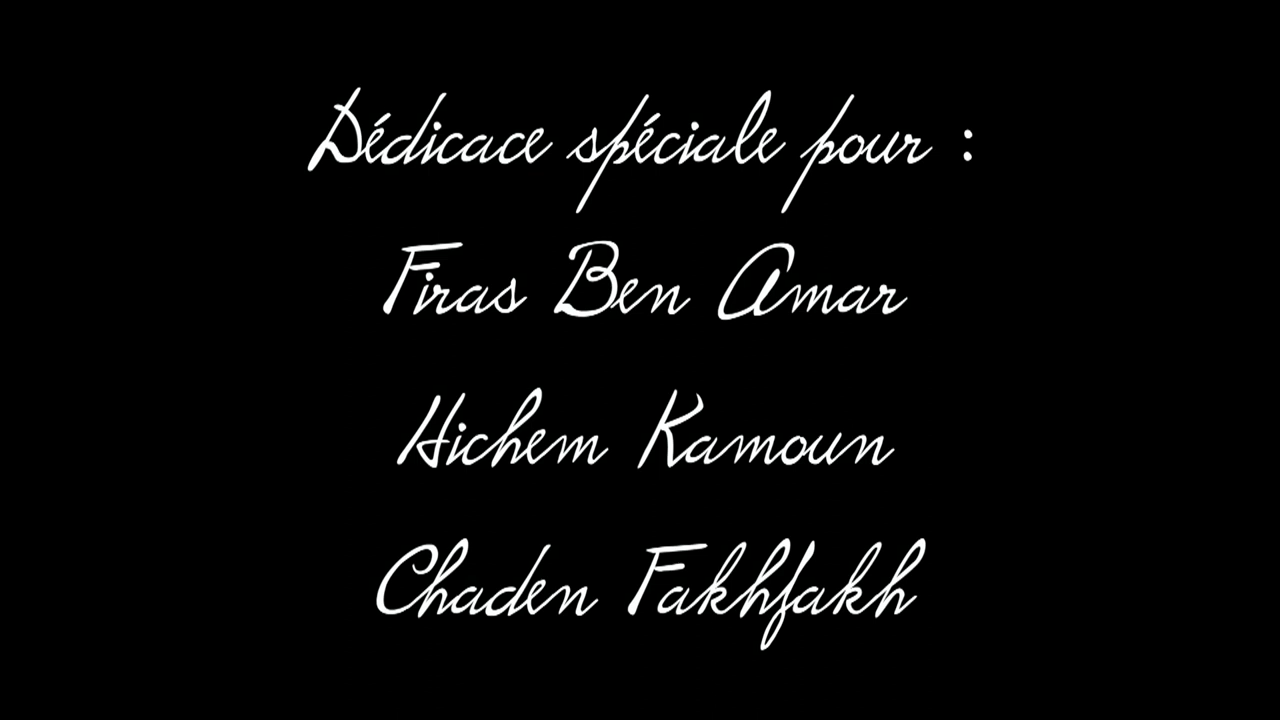 Dédicace spéciale pour :
Firas Ben Amar
Hichem Kamoun
Chaden Fakhfakh